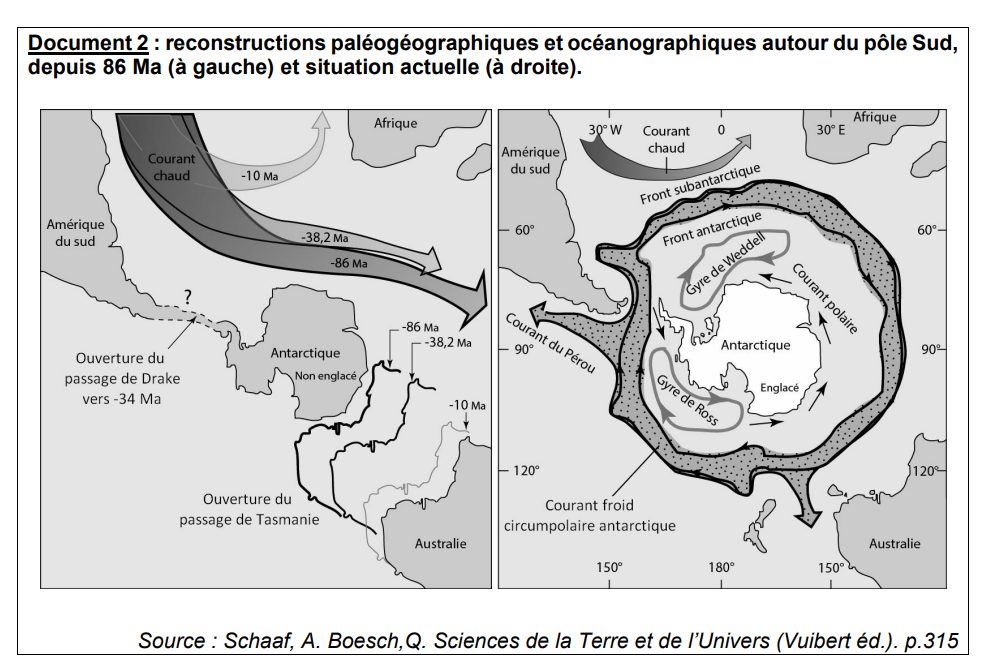 Document 2 : reconstructions paléogéographiques et océanographiques autour du pôle Sud,
depuis 86 Ma (à gauche) et situation actuelle (à droite).
Afrique
Courant
chaud
-10 Ma
Amérique
du sud
-38,2 Ma
-86 Ma
?
Ouverture du
passage de Drake
vers -34 Ma
Antarctique
Non englacé
-86 Ma
-38,2 Ma
-10 Ma
Ouverture du
passage de Tasmanie
Australie
30° W
Courant
chaud
0
30° E
Afrique
Amérique
du sud
Front subantarctique
60°
Front antarctique
60°
Gyre de Weddell
Courant polaire
Courant du Pérou
90°
Antarctique
90°
Englacé
Gyre de Ross
120°
120°
Courant froid
circumpolaire antarctique
Australie
150°
180°
150°
Source : Schaaf, A. Boesch,Q. Sciences de la Terre et de l'Univers (Vuibert éd.). p.315